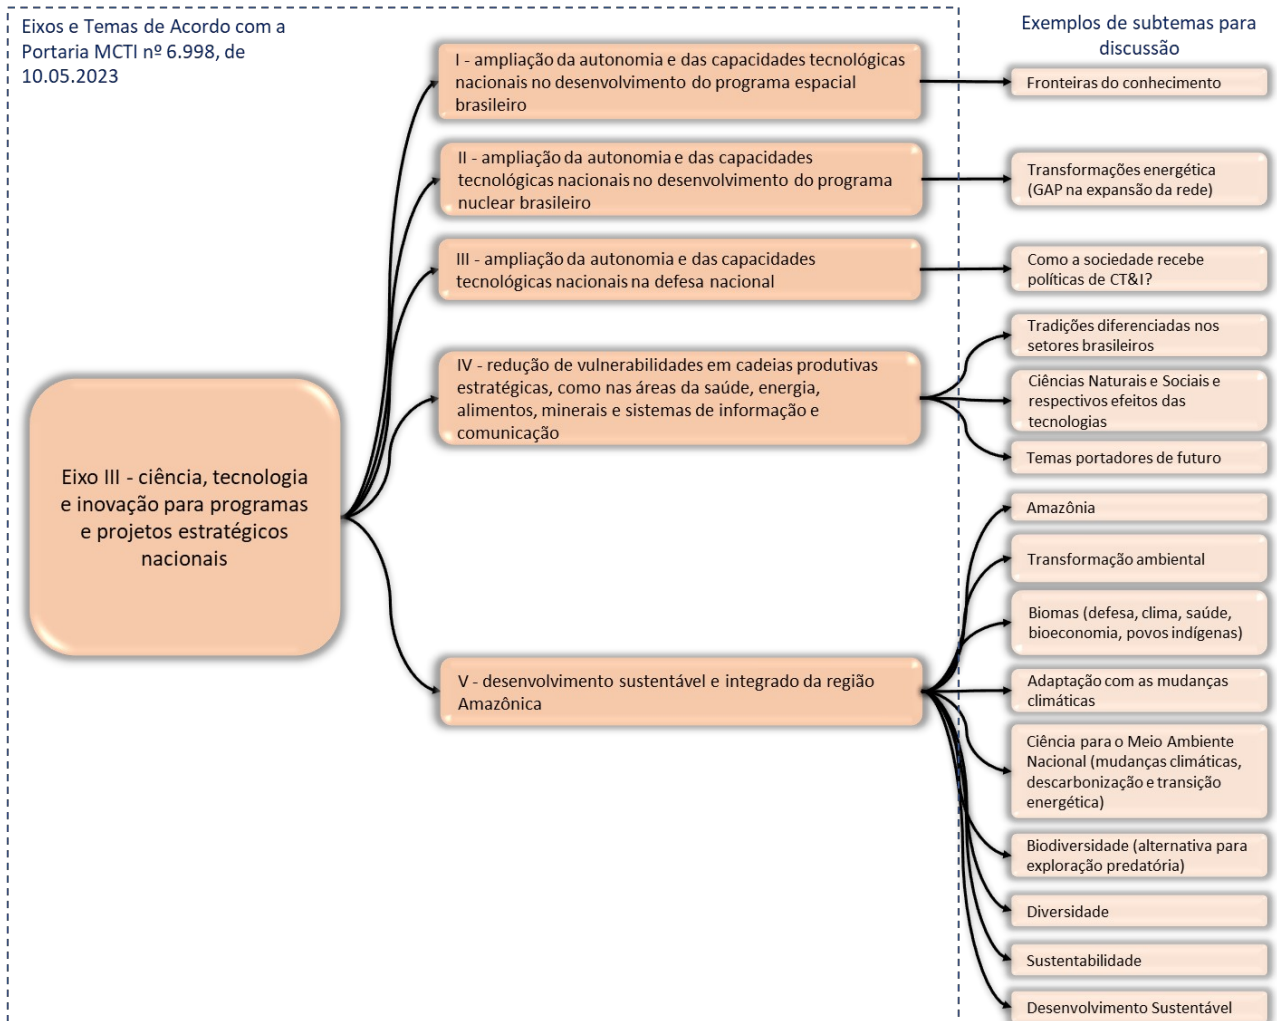 Eixos e Temas de Acordo com a
Portaria MCTI nº 6.998, de
10.05.2023
Exemplos de subtemas para
discussão
Eixo III - ciência, tecnologia
e inovação para programas
e projetos estratégicos
nacionais
I - ampliação da autonomia e das capacidades tecnológicas
nacionais no desenvolvimento do programa espacial
brasileiro
Fronteiras do conhecimento
II - ampliação da autonomia e das capacidades
tecnológicas nacionais no desenvolvimento do programa
nuclear brasileiro
Transformações energética
(GAP na expansão da rede)
III - ampliação da autonomia e das capacidades
tecnológicas nacionais na defesa nacional
Como a sociedade recebe
políticas de CT&I?
IV - redução de vulnerabilidades em cadeias produtivas
estratégicas, como nas áreas da saúde, energia,
alimentos, minerais e sistemas de informação e
comunicação
Tradições diferenciadas nos
setores brasileiros
Ciências Naturais e Sociais e
respectivos efeitos das
tecnologias
Temas portadores de futuro
V - desenvolvimento sustentável e integrado da região
Amazônica
Amazônia
Transformação ambiental
Biomas (defesa, clima, saúde,
bioeconomia, povos indígenas)
Adaptação com as mudanças
climáticas
Ciência para o Meio Ambiente
Nacional (mudanças climáticas,
descarbonização e transição
energética)
Biodiversidade (alternativa para
exploração predatória)
Diversidade
Sustentabilidade
Desenvolvimento Sustentável